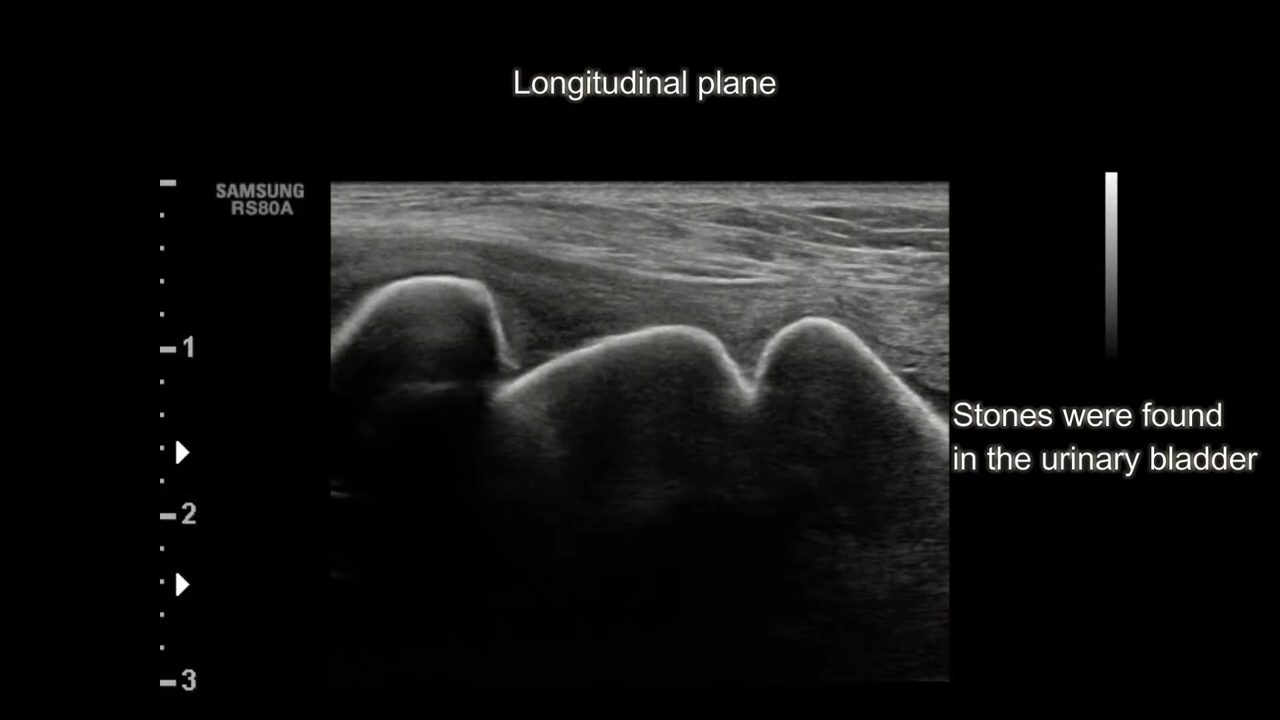 Longitudinal plane
SAMSUNG
RS80A
1
Stones were found
in the urinary bladder
2
3